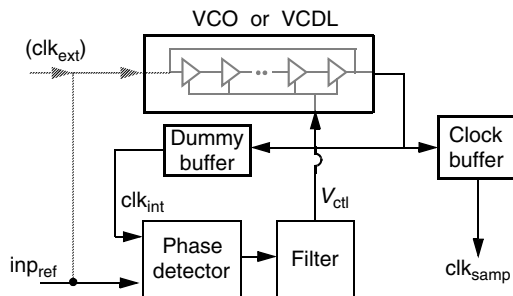 VCO or VCDL
(clk_ext)
Dummy
buffer
Clock
buffer
clk_int
V_ctl
Phase
detector
Filter
inp_ref
clk_samp